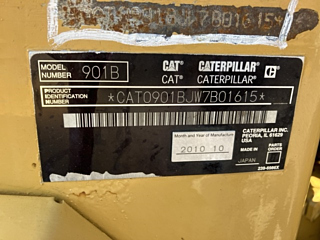 MODEL NUMBER 901B
CAT® CATERPILLAR®
CAT® CATERPILLAR®
PRODUCT IDENTIFICATION NUMBER
*CAT0901BJW7B01615*
Month and Year of Manufacture
2010 10
CATERPILLAR INC.
PEORIA, IL 61629
USA
MADE IN
JAPAN
PARTS ORDER